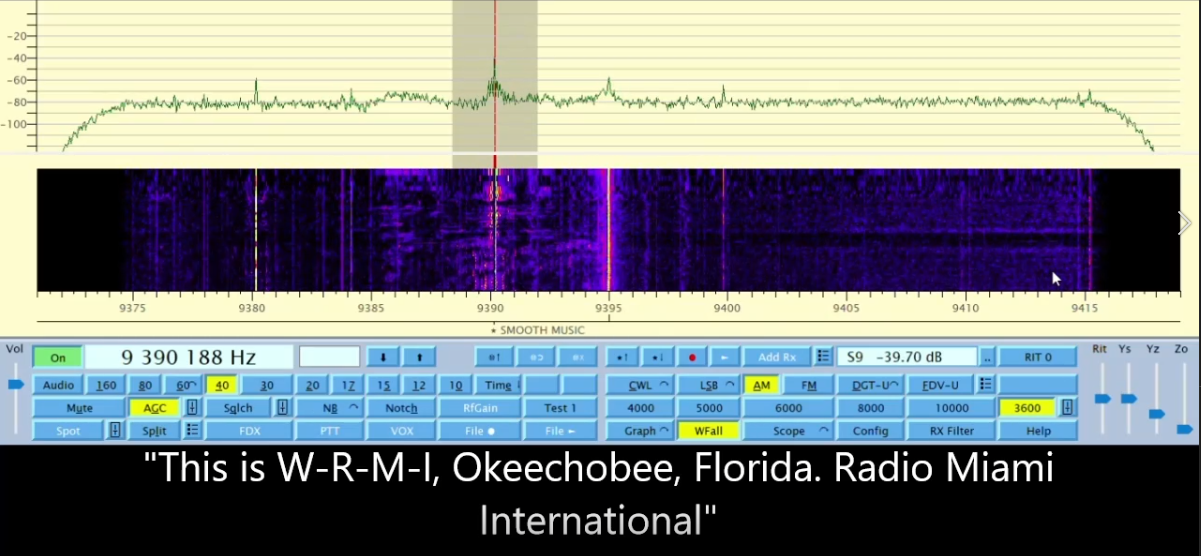 -20
-40
-60
-80
-100
9375 9380 9385 9390 9395 9400 9405 9410 9415
• SMOOTH MUSIC
Vol On 9 390 188 Hz Add Rx S9 -39.70 dB .. RIT 0 Rit Ys Yz Zo
Audio 160 80 60 40 30 20 17 15 12 10 Time CWL LSB AM FM DGT-U FDV-U
Mute AGC Sqlch NB Notch RfGain Test 1 4000 5000 6000 8000 10000 3600
Spot Split FDX PTT VOX File ● File Graph WFall Scope Config RX Filter Help
"This is W-R-M-I, Okeechobee, Florida. Radio Miami
International"